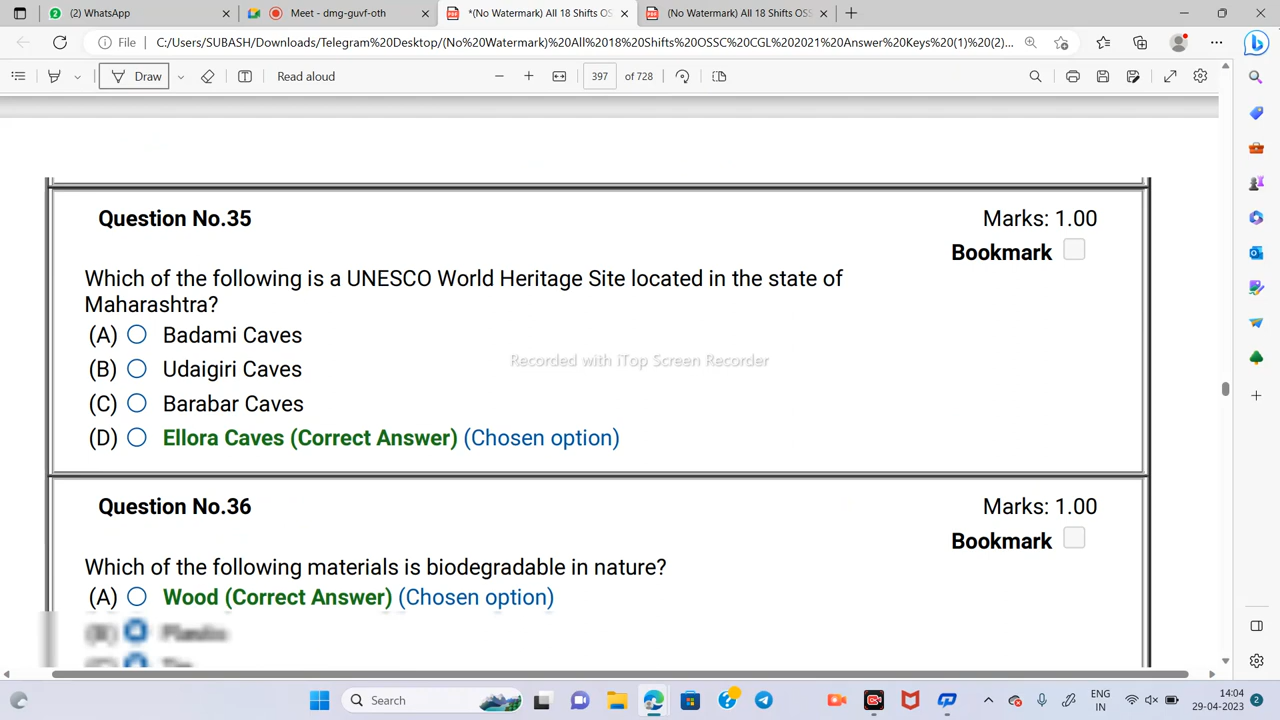 (2) WhatsApp
Meet - dmg-guvf-oth
*(No Watermark) All 18 Shifts OS
(No Watermark) All 18 Shifts OSS
File
C:/Users/SUBASH/Downloads/Telegram%20Desktop/(No%20Watermark)%20All%2018%20Shifts%20OSSC%20CGL%202021%20Answer%20Keys%20(1)%20(2)...
Draw
Read aloud
397 of 728
Question No.35
Marks: 1.00
Bookmark
Which of the following is a UNESCO World Heritage Site located in the state of
Maharashtra?
(A) Badami Caves
(B) Udaigiri Caves
(C) Barabar Caves
(D) Ellora Caves (Correct Answer) (Chosen option)
Recorded with iTop Screen Recorder
Question No.36
Marks: 1.00
Bookmark
Which of the following materials is biodegradable in nature?
(A) Wood (Correct Answer) (Chosen option)
(B) Plastic
Search
ENG
IN
14:04
29-04-2023
2